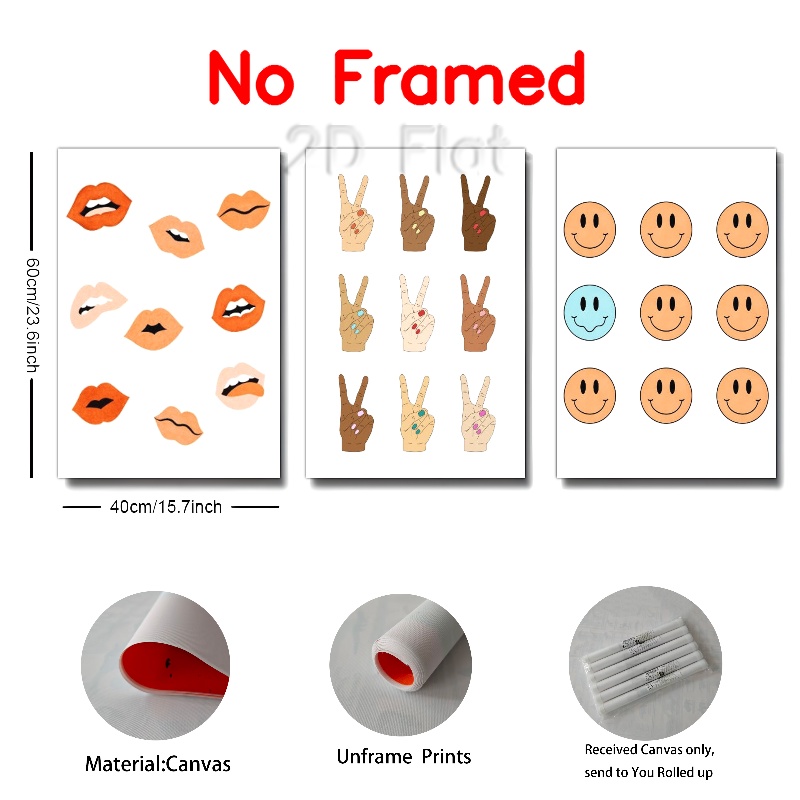 No Framed
2D Flat
60cm/23.6inch
40cm/15.7inch
Material:Canvas
Unframe Prints
Received Canvas only,
send to You Rolled up